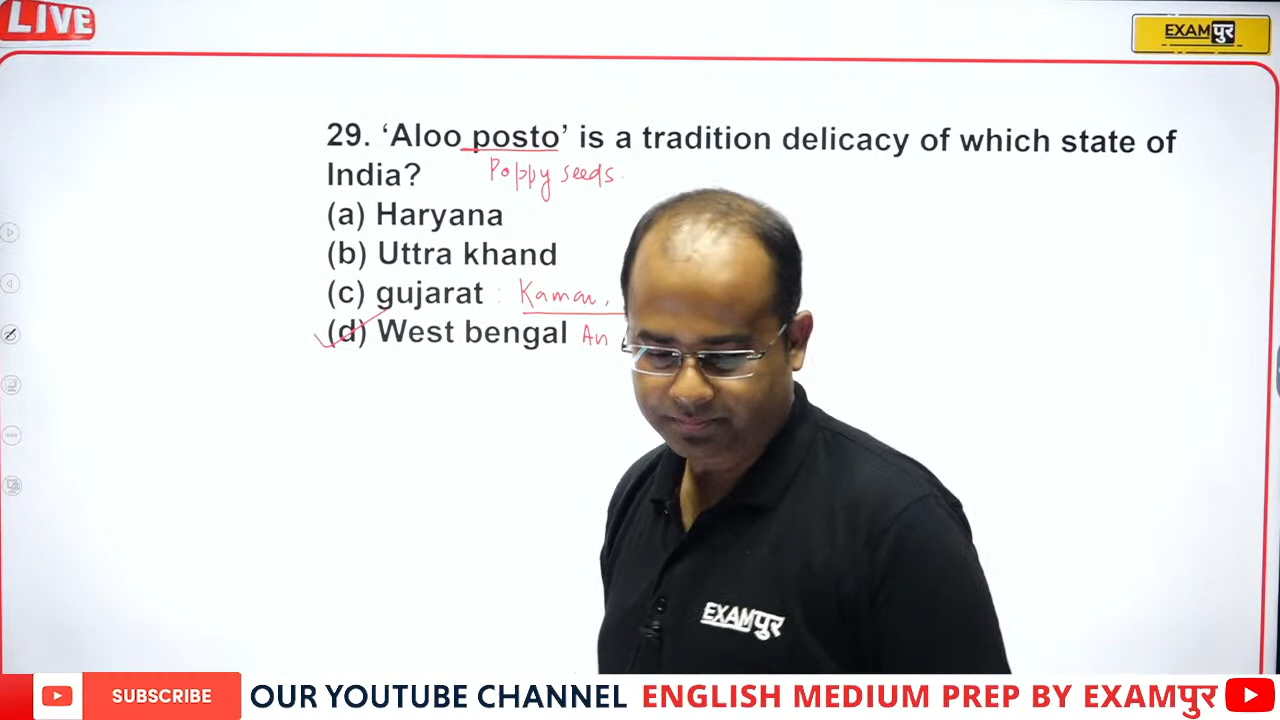 LIVE
EXAMपुर
29. ‘Aloo posto’ is a tradition delicacy of which state of
India?
Poppy seeds.
(a) Haryana
(b) Uttra khand
(c) gujarat :
(d) West bengal An
EXAMपुर
SUBSCRIBE
OUR YOUTUBE CHANNEL ENGLISH MEDIUM PREP BY EXAMपुर